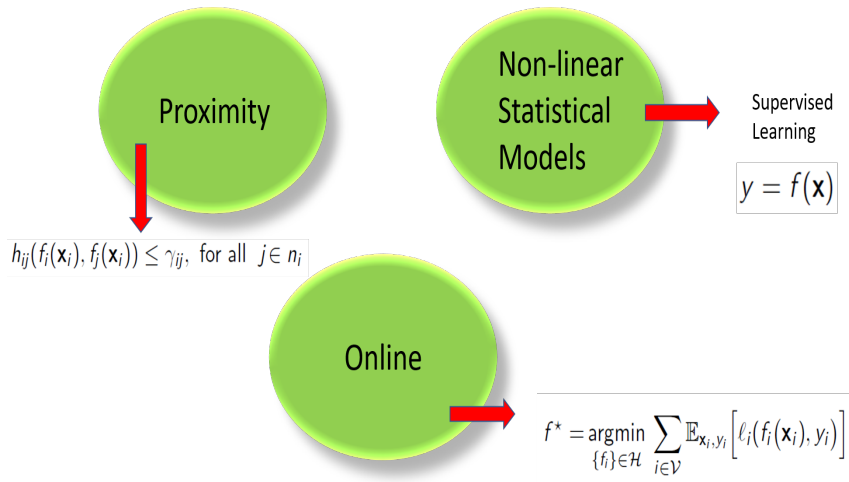 Proximity
Non-linear
Statistical
Models
Supervised
Learning
y = f(𝐱)
h_{ij}(f_i(𝐱_i), f_j(𝐱_i)) ≤ γ_{ij}, for all j ∈ n_i
Online
f^⋆ = argmin_{{f_i}∈ℋ} ∑_{i∈𝒱} 𝔼_{𝐱_i,y_i}[ℓ_i(f_i(𝐱_i), y_i)]